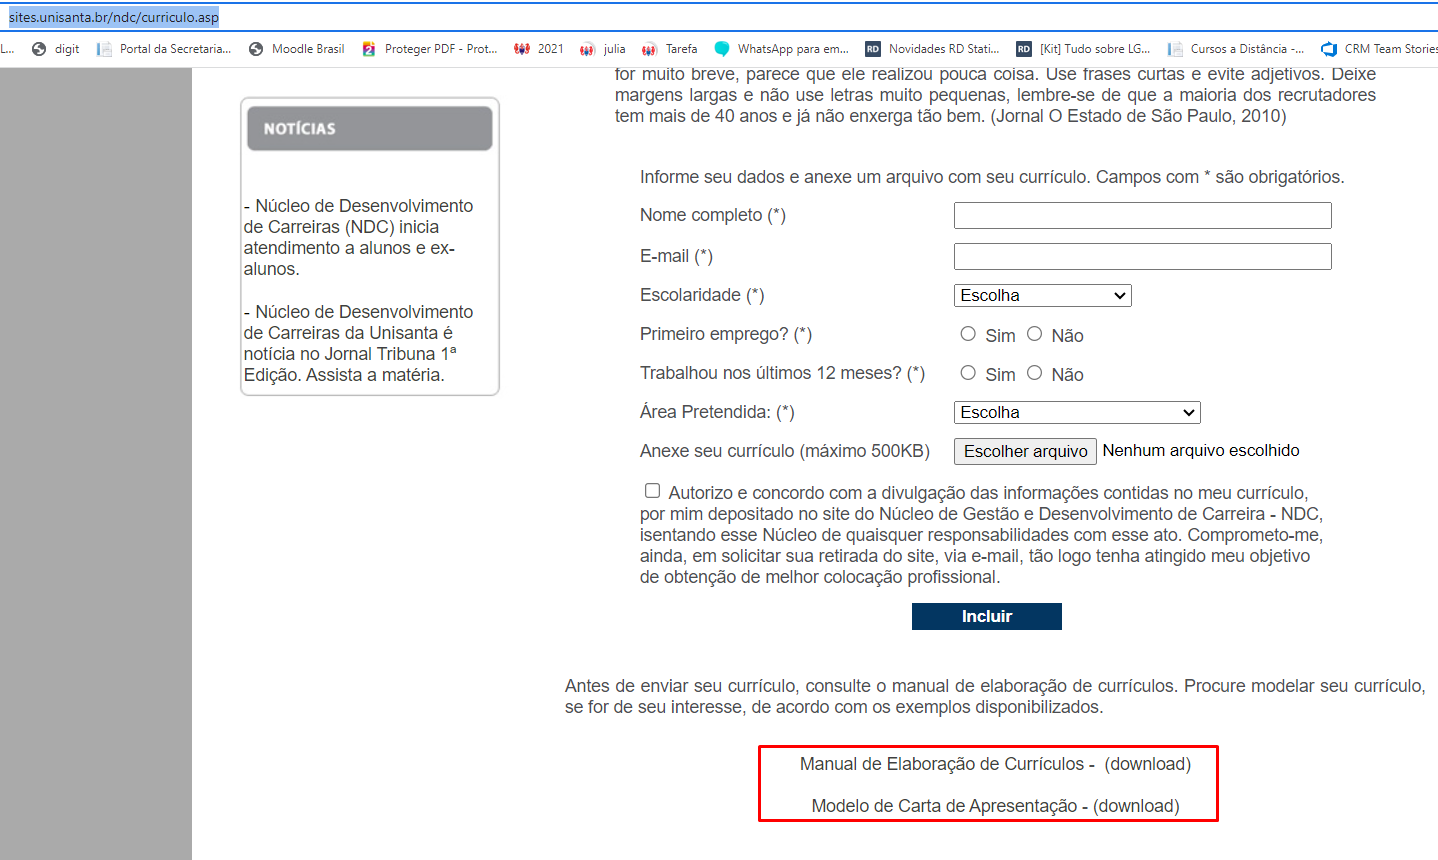 sites.unisanta.br/ndc/curriculo.asp
L... digit Portal da Secretaria... Moodle Brasil Proteger PDF - Prot... 2021 julia Tarefa WhatsApp para em... RD Novidades RD Stati... RD [Kit] Tudo sobre LG... Cursos a Distância -... CRM Team Stories
for muito breve, parece que ele realizou pouca coisa. Use frases curtas e evite adjetivos. Deixe
margens largas e não use letras muito pequenas, lembre-se de que a maioria dos recrutadores
tem mais de 40 anos e já não enxerga tão bem. (Jornal O Estado de São Paulo, 2010)
NOTÍCIAS
- Núcleo de Desenvolvimento
de Carreiras (NDC) inicia
atendimento a alunos e ex-
alunos.
- Núcleo de Desenvolvimento
de Carreiras da Unisanta é
notícia no Jornal Tribuna 1ª
Edição. Assista a matéria.
Informe seu dados e anexe um arquivo com seu currículo. Campos com * são obrigatórios.
Nome completo (*)
E-mail (*)
Escolaridade (*) Escolha
Primeiro emprego? (*) Sim Não
Trabalhou nos últimos 12 meses? (*) Sim Não
Área Pretendida: (*) Escolha
Anexe seu currículo (máximo 500KB) Escolher arquivo Nenhum arquivo escolhido
Autorizo e concordo com a divulgação das informações contidas no meu currículo,
por mim depositado no site do Núcleo de Gestão e Desenvolvimento de Carreira - NDC,
isentando esse Núcleo de quaisquer responsabilidades com esse ato. Comprometo-me,
ainda, em solicitar sua retirada do site, via e-mail, tão logo tenha atingido meu objetivo
de obtenção de melhor colocação profissional.
Incluir
Antes de enviar seu currículo, consulte o manual de elaboração de currículos. Procure modelar seu currículo,
se for de seu interesse, de acordo com os exemplos disponibilizados.
Manual de Elaboração de Currículos - (download)
Modelo de Carta de Apresentação - (download)